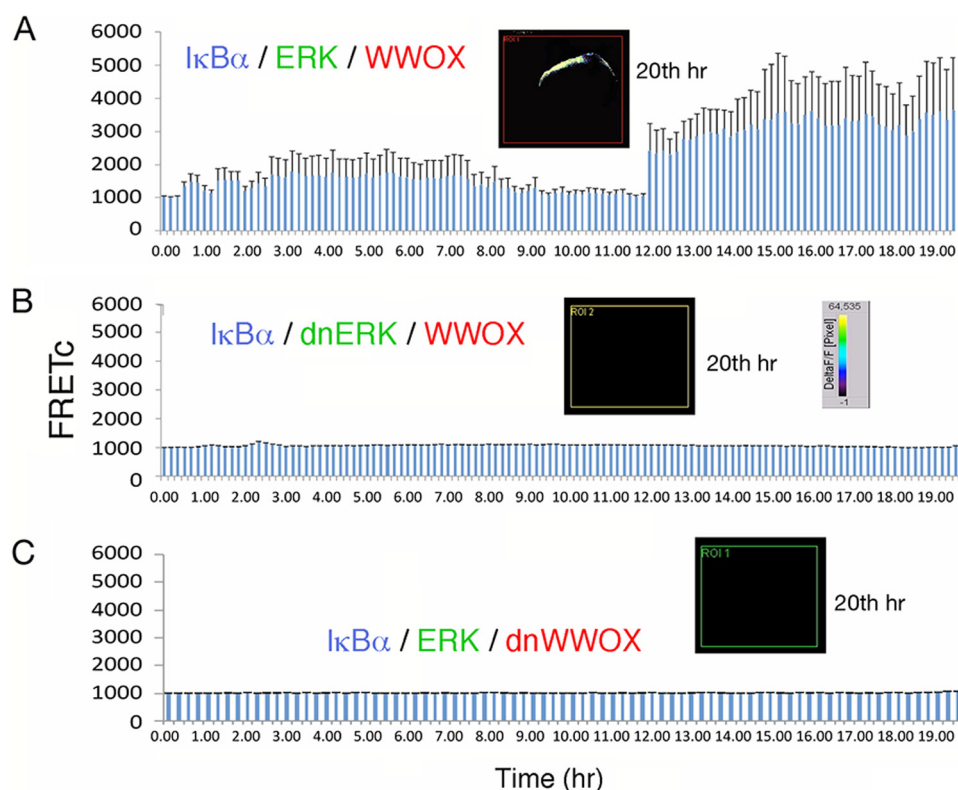 A
6000
5000
4000
3000
2000
1000
0
IκBα / ERK / WWOX
ROI 1
20th hr
0.00 1.00 2.00 3.00 4.00 5.00 6.00 7.00 8.00 9.00 10.00 11.00 12.00 13.00 14.00 15.00 16.00 17.00 18.00 19.00
B
6000
5000
4000
3000
2000
1000
0
IκBα / dnERK / WWOX
ROI 2
20th hr
64,535
DeltaF/F [Pixel]
-1
FRETc
0.00 1.00 2.00 3.00 4.00 5.00 6.00 7.00 8.00 9.00 10.00 11.00 12.00 13.00 14.00 15.00 16.00 17.00 18.00 19.00
C
6000
5000
4000
3000
2000
1000
0
IκBα / ERK / dnWWOX
ROI 1
20th hr
0.00 1.00 2.00 3.00 4.00 5.00 6.00 7.00 8.00 9.00 10.00 11.00 12.00 13.00 14.00 15.00 16.00 17.00 18.00 19.00
Time (hr)